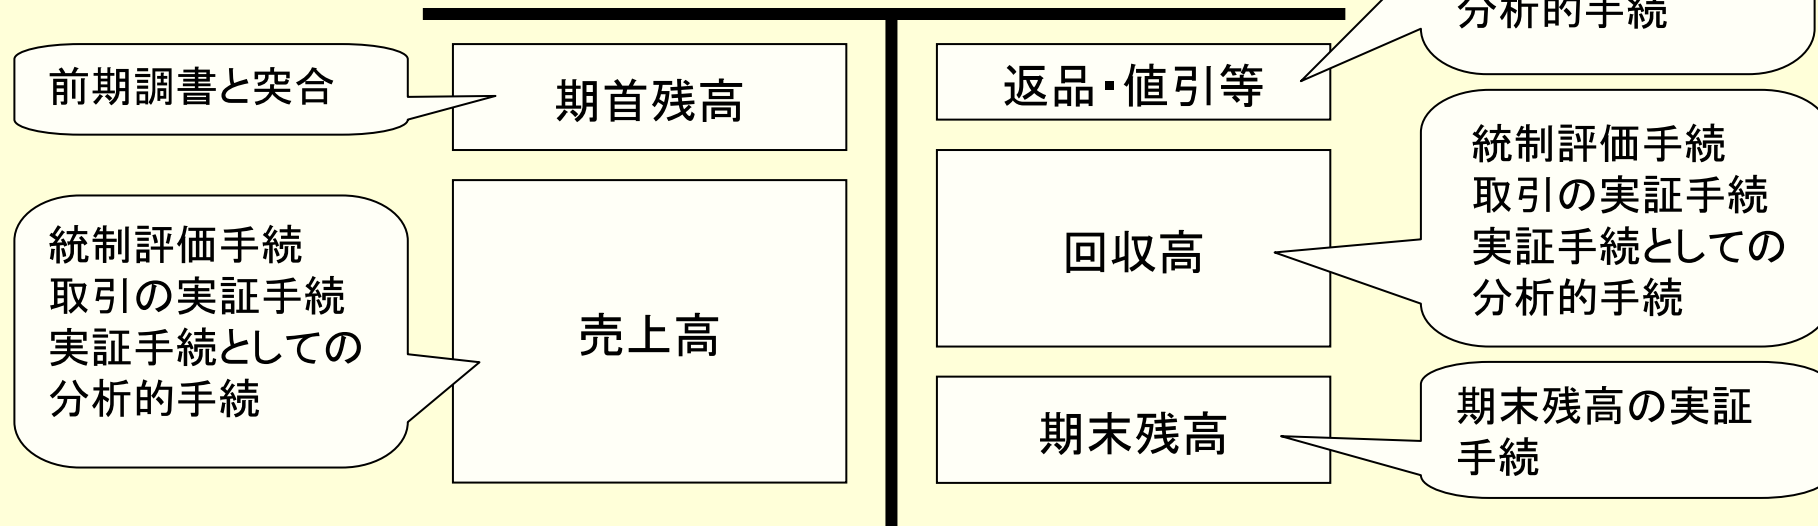 分析的手続
前期調書と突合
期首残高
返品・値引等
統制評価手続
取引の実証手続
実証手続としての
分析的手続
売上高
回収高
統制評価手続
取引の実証手続
実証手続としての
分析的手続
期末残高
期末残高の実証
手続